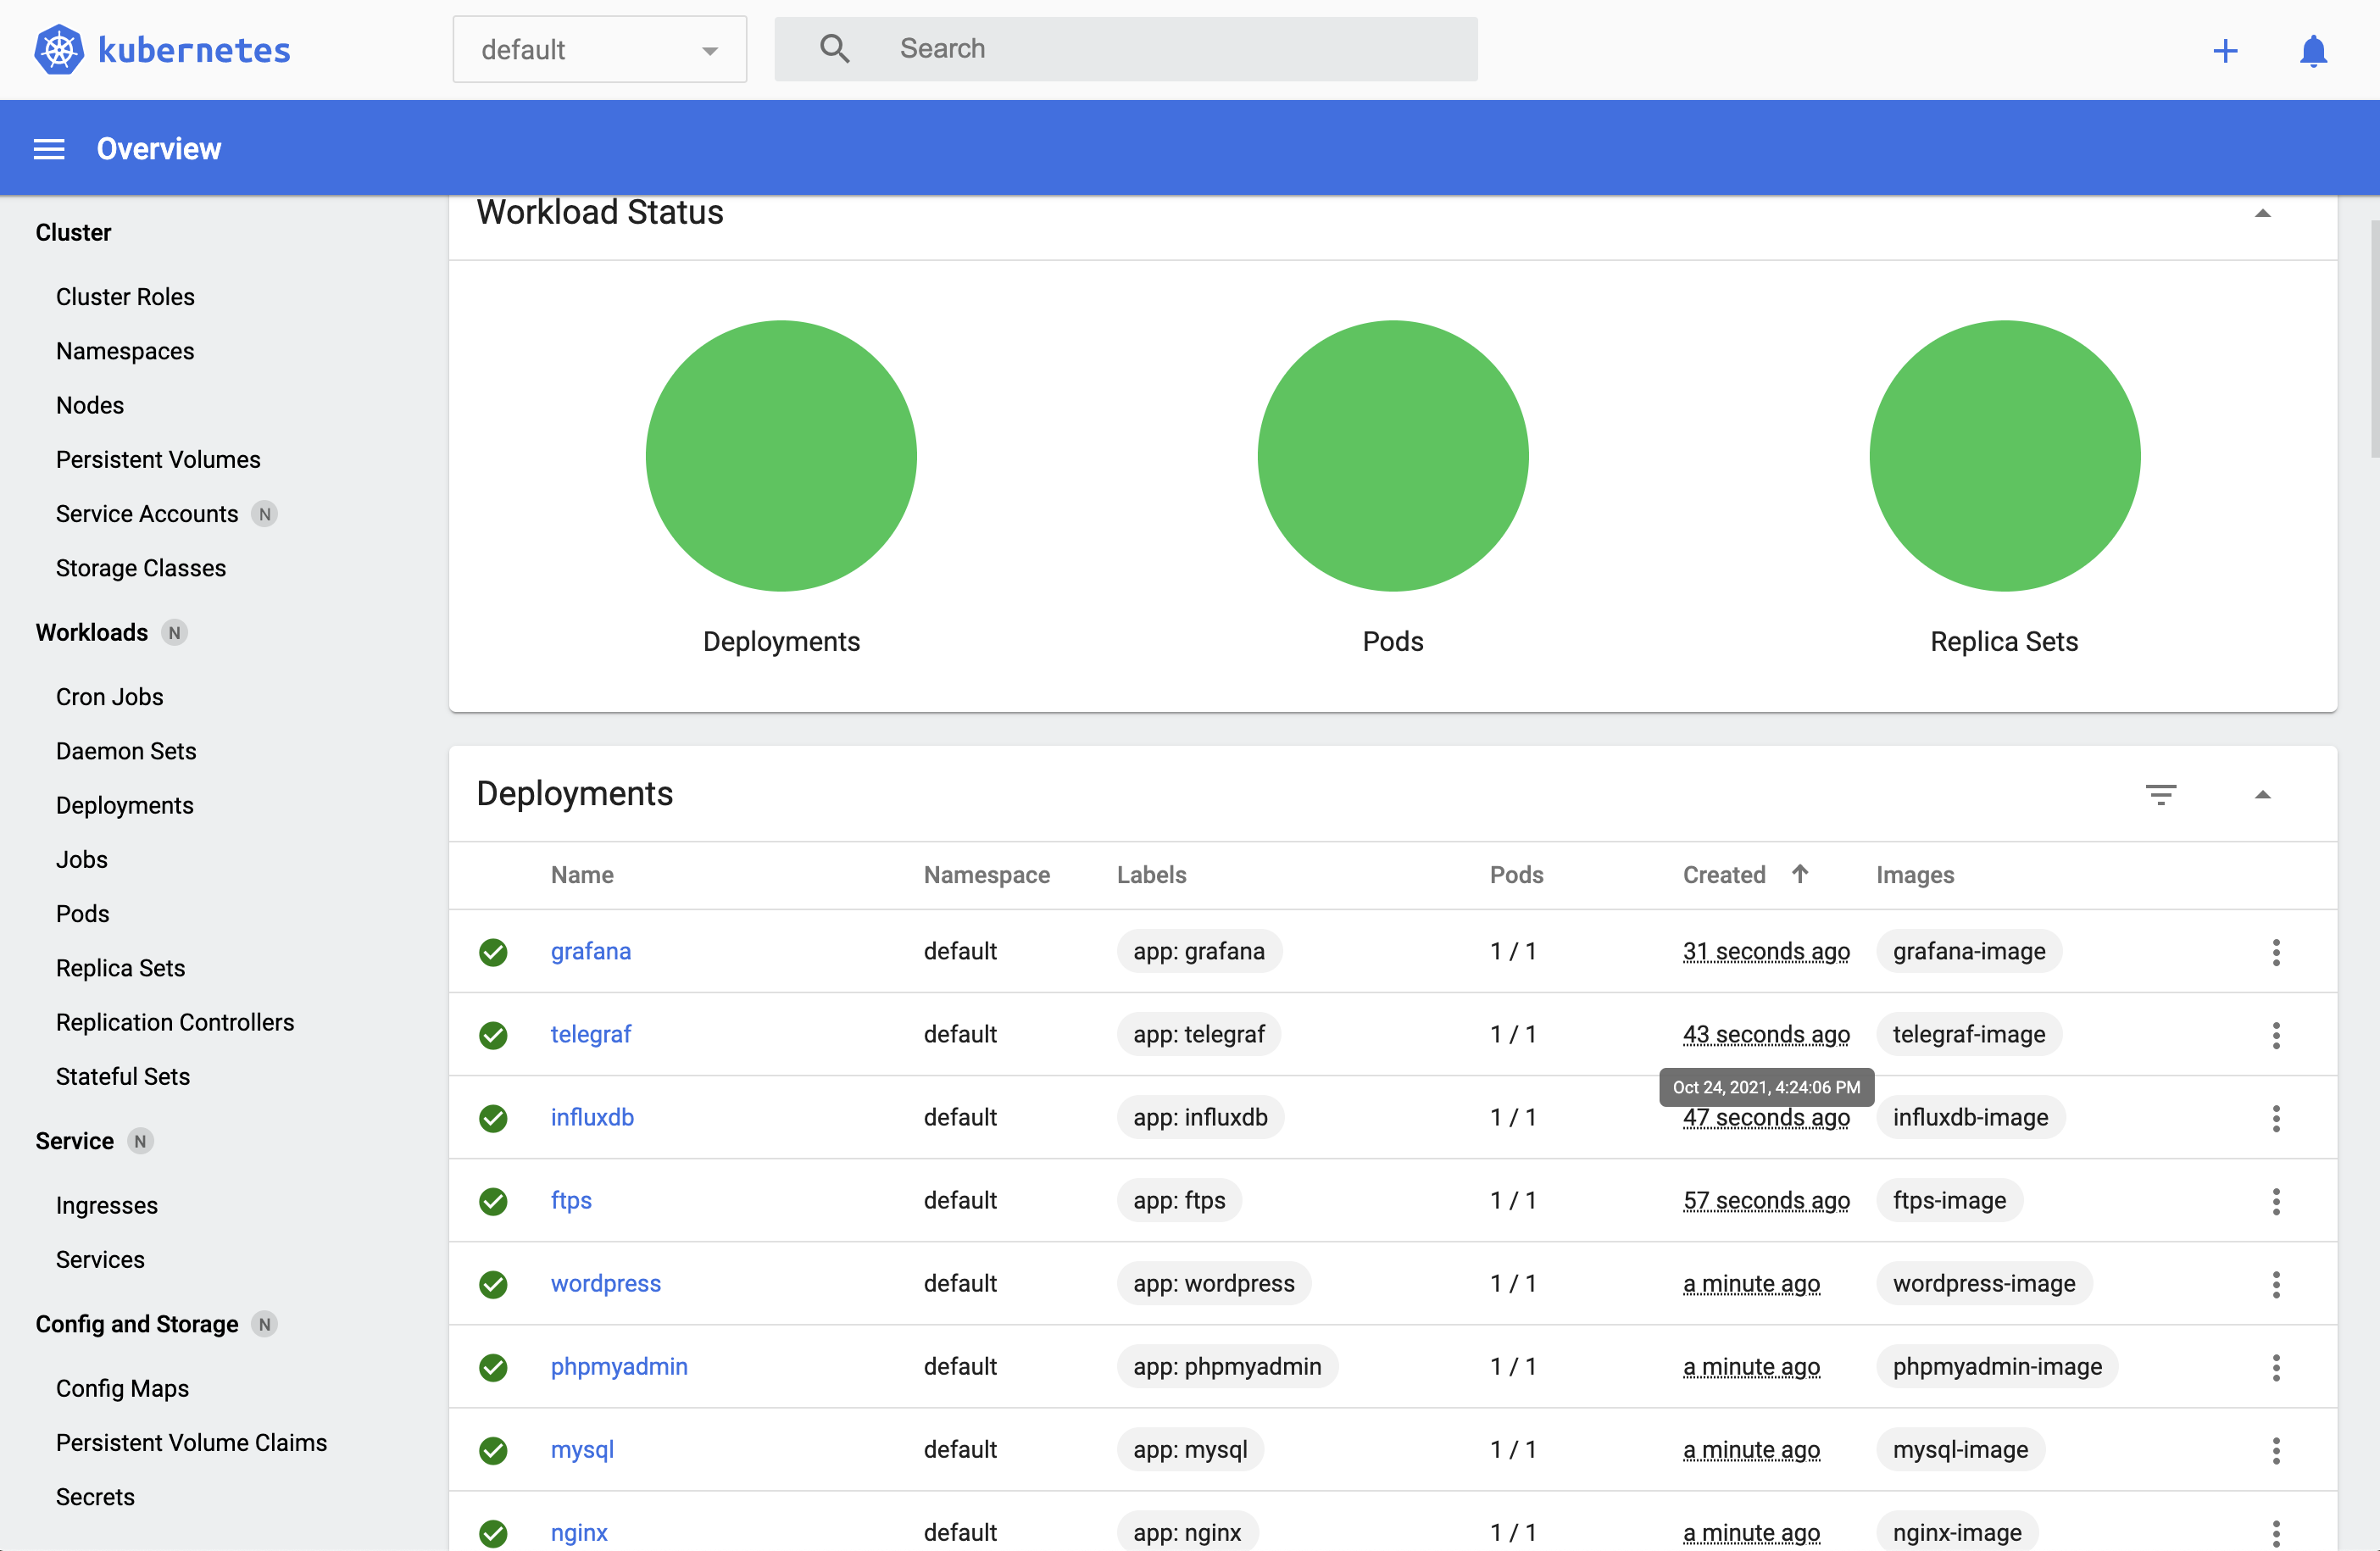 kubernetes
default
Search
Overview
Cluster
Cluster Roles
Namespaces
Nodes
Persistent Volumes
Service Accounts N
Storage Classes
Workloads N
Cron Jobs
Daemon Sets
Deployments
Jobs
Pods
Replica Sets
Replication Controllers
Stateful Sets
Service N
Ingresses
Services
Config and Storage N
Config Maps
Persistent Volume Claims
Secrets
Workload Status
Deployments Pods Replica Sets
Deployments
Name Namespace Labels Pods Created Images
grafana default app: grafana 1 / 1 31 seconds ago grafana-image
telegraf default app: telegraf 1 / 1 43 seconds ago telegraf-image
Oct 24, 2021, 4:24:06 PM
influxdb default app: influxdb 1 / 1 47 seconds ago influxdb-image
ftps default app: ftps 1 / 1 57 seconds ago ftps-image
wordpress default app: wordpress 1 / 1 a minute ago wordpress-image
phpmyadmin default app: phpmyadmin 1 / 1 a minute ago phpmyadmin-image
mysql default app: mysql 1 / 1 a minute ago mysql-image
nginx default app: nginx 1 / 1 a minute ago nginx-image